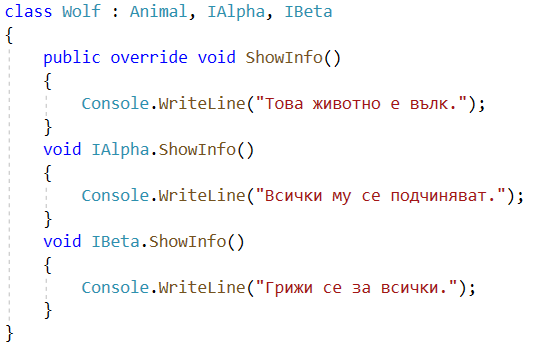 class Wolf : Animal, IAlpha, IBeta
{
    public override void ShowInfo()
    {
        Console.WriteLine("Това животно е вълк.");
    }
    void IAlpha.ShowInfo()
    {
        Console.WriteLine("Всички му се подчиняват.");
    }
    void IBeta.ShowInfo()
    {
        Console.WriteLine("Грижи се за всички.");
    }
}